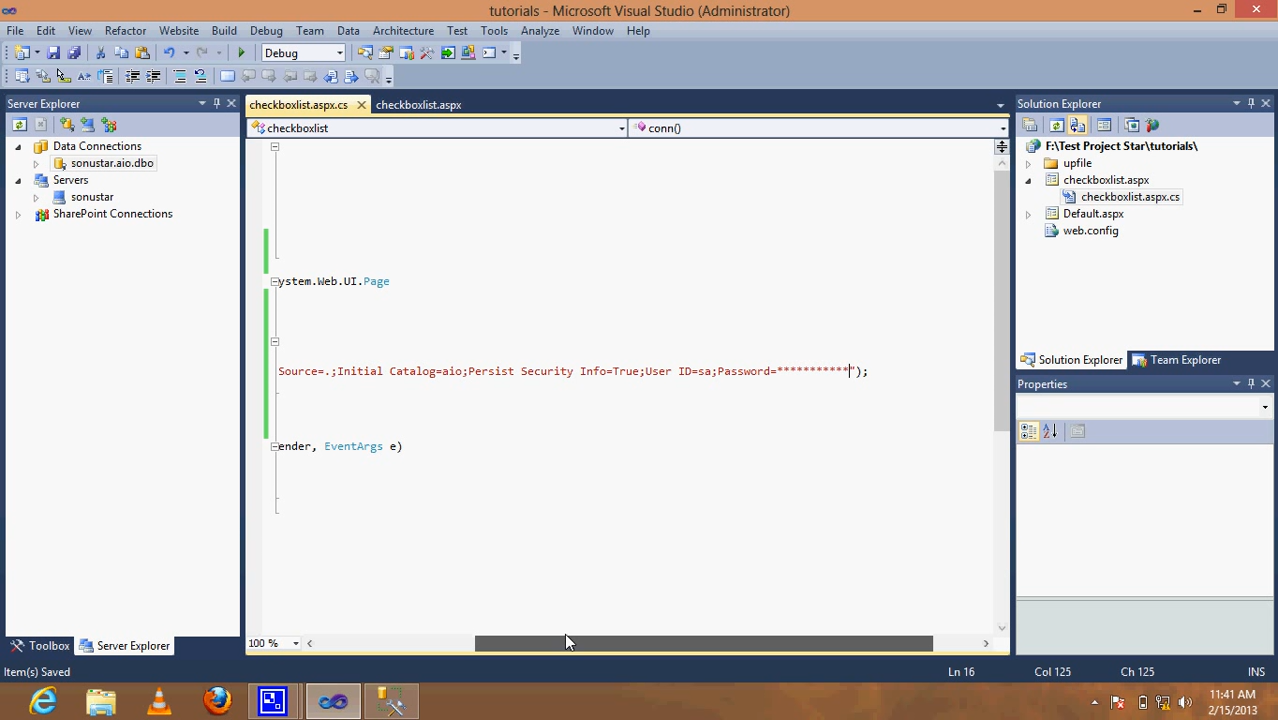 tutorials - Microsoft Visual Studio (Administrator)
File Edit View Refactor Website Build Debug Team Data Architecture Test Tools Analyze Window Help
Debug
Server Explorer
Data Connections
sonustar.aio.dbo
Servers
sonustar
SharePoint Connections
Toolbox
Server Explorer
checkboxlist.aspx.cs
checkboxlist.aspx
checkboxlist
conn()
ystem.Web.UI.Page
Source=.;Initial Catalog=aio;Persist Security Info=True;User ID=sa;Password=***********");
ender, EventArgs e)
100 %
Solution Explorer
F:\Test Project Star\tutorials\
upfile
checkboxlist.aspx
checkboxlist.aspx.cs
Default.aspx
web.config
Solution Explorer
Team Explorer
Properties
Item(s) Saved
Ln 16
Col 125
Ch 125
INS
11:41 AM
2/15/2013